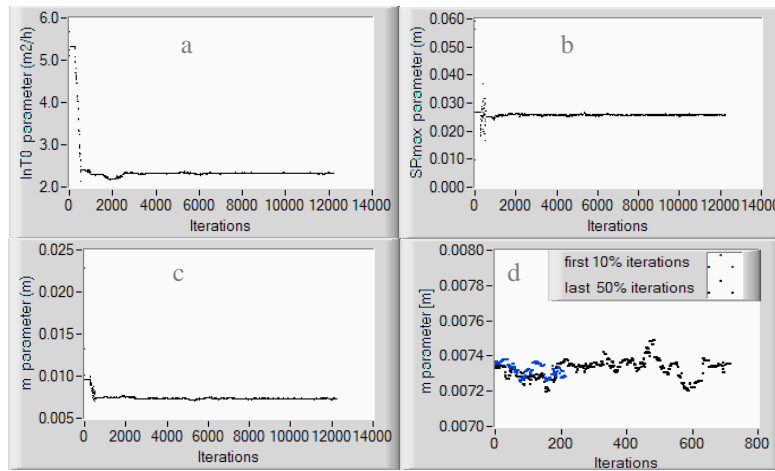 a
lnT0 parameter (m2/h)
6.0
5.0
4.0
3.0
2.0
0 2000 4000 6000 8000 10000 12000 14000
Iterations
b
SRmax parameter (m)
0.060
0.050
0.040
0.030
0.020
0.010
0.000
0 2000 4000 6000 8000 10000 12000 14000
Iterations
c
m parameter (m)
0.025
0.020
0.015
0.010
0.005
0 2000 4000 6000 8000 10000 12000 14000
Iterations
d
m parameter [m]
first 10% iterations
last 50% iterations
0.0080
0.0078
0.0076
0.0074
0.0072
0.0070
0 200 400 600 800
Iterations